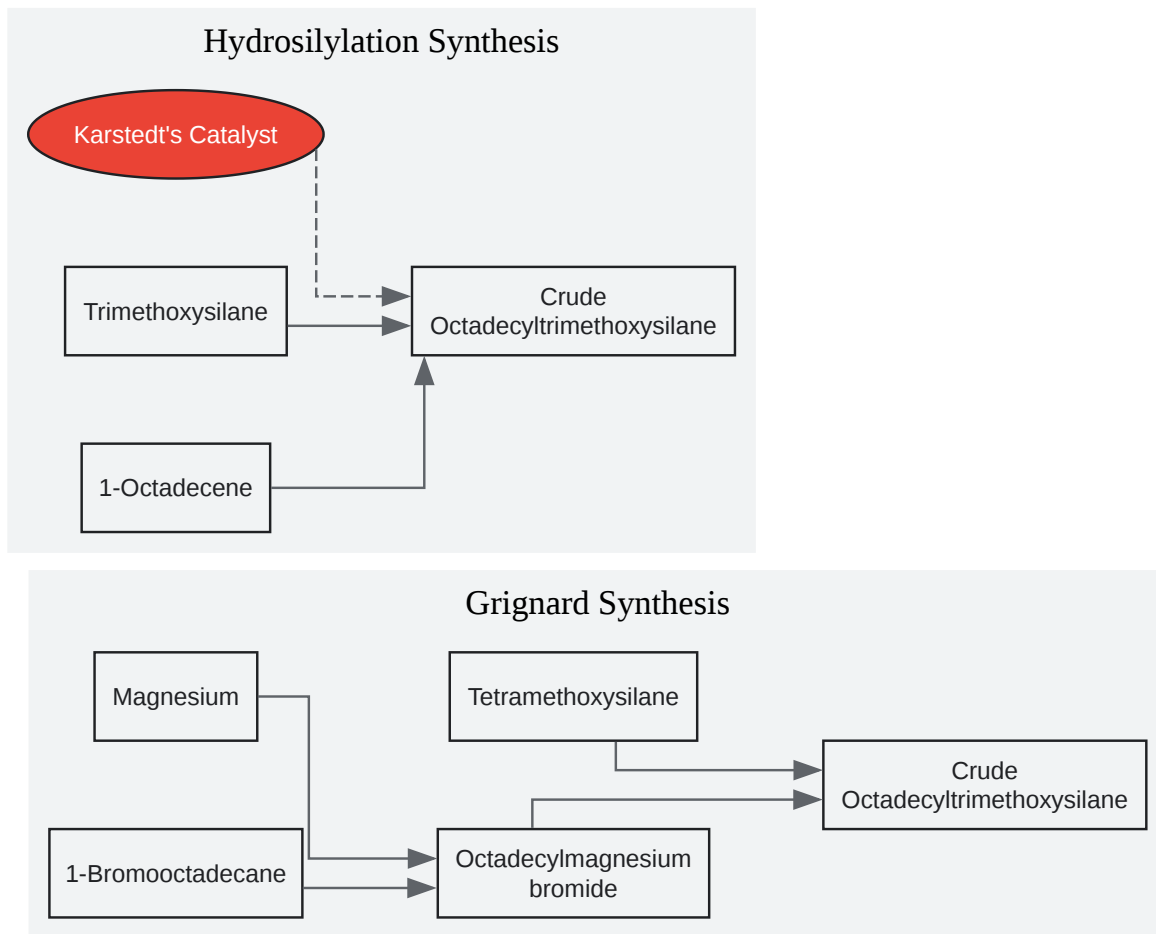 Hydrosilylation Synthesis
Karstedt's Catalyst
Trimethoxysilane
Crude
Octadecyltrimethoxysilane
1-Octadecene
Grignard Synthesis
Magnesium
Tetramethoxysilane
Crude
Octadecyltrimethoxysilane
1-Bromooctadecane
Octadecylmagnesium
bromide